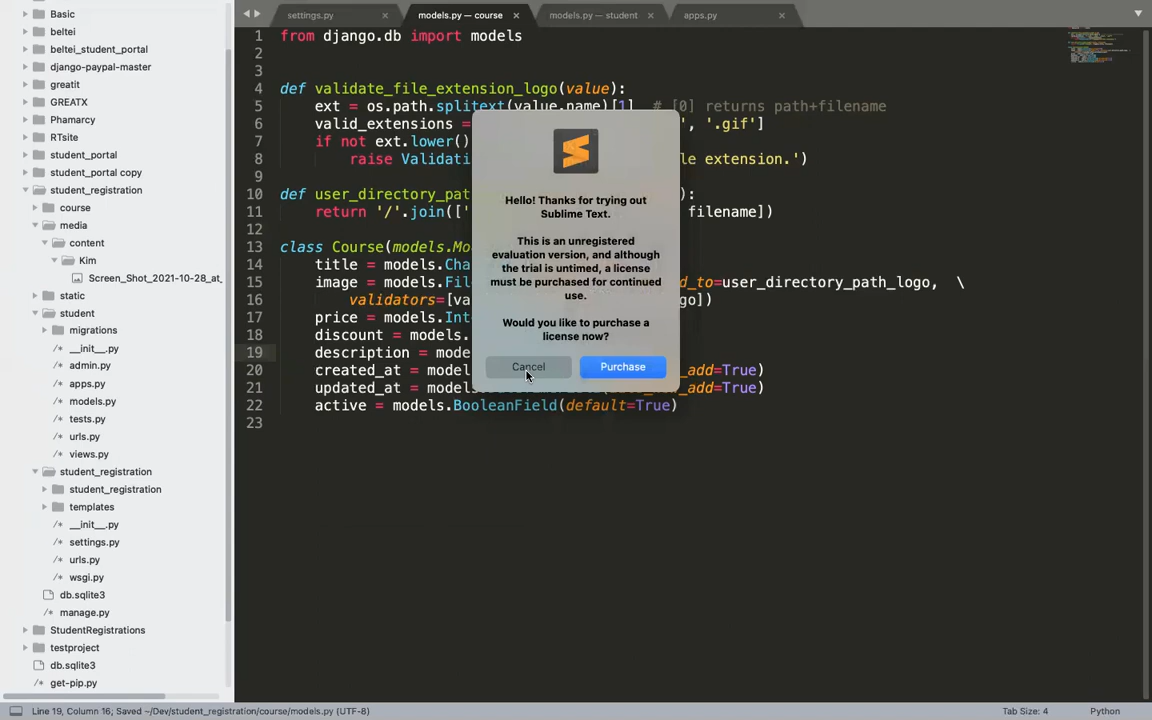 Basic
beltei
beltei_student_portal
django-paypal-master
greatit
GREATX
Phamarcy
RTsite
student_portal
student_portal copy
student_registration
course
media
content
Kim
Screen_Shot_2021-10-28_at_
static
student
migrations
/* __init__.py
/* admin.py
/* apps.py
/* models.py
/* tests.py
/* urls.py
/* views.py
student_registration
student_registration
templates
/* __init__.py
/* settings.py
/* urls.py
/* wsgi.py
db.sqlite3
/* manage.py
StudentRegistrations
testproject
db.sqlite3
get-pip.py
settings.py
models.py — course
models.py — student
apps.py
1 from django.db import models
2
3
4 def validate_file_extension_logo(value):
5 ext = os.path.splitext(value.name)[1] # [0] returns path+filename
6 valid_extensions = ', '.gif']
7 if not ext.lower()
8 raise Validati le extension.')
9
10 def user_directory_pat ):
11 return '/'.join([' filename])
12
13 class Course(models.Mo
14 title = models.Cha
15 image = models.Fil d_to=user_directory_path_logo, \
16 validators=[va go])
17 price = models.Int
18 discount = models.
19 description = mode
20 created_at = model _add=True)
21 updated_at = models _add=True)
22 active = models.BooleanField(default=True)
23
Hello! Thanks for trying out
Sublime Text.
This is an unregistered
evaluation version, and although
the trial is untimed, a license
must be purchased for continued
use.
Would you like to purchase a
license now?
Cancel
Purchase
Line 19, Column 16; Saved ~/Dev/student_registration/course/models.py (UTF-8)
Tab Size: 4
Python